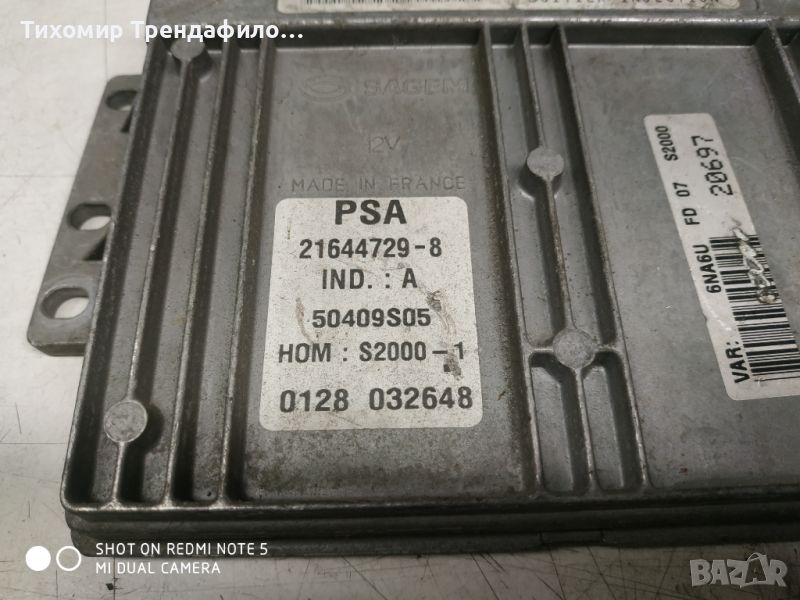 Тихомир Трендафило...
SAGEM
12V
MADE IN FRANCE
PSA
21644729-8
IND. : A
50409S05
HOM : S2000-1
0128 032648
VAR: 6NA6U FD 07 S2000
20697
SHOT ON REDMI NOTE 5
MI DUAL CAMERA
BAZAR